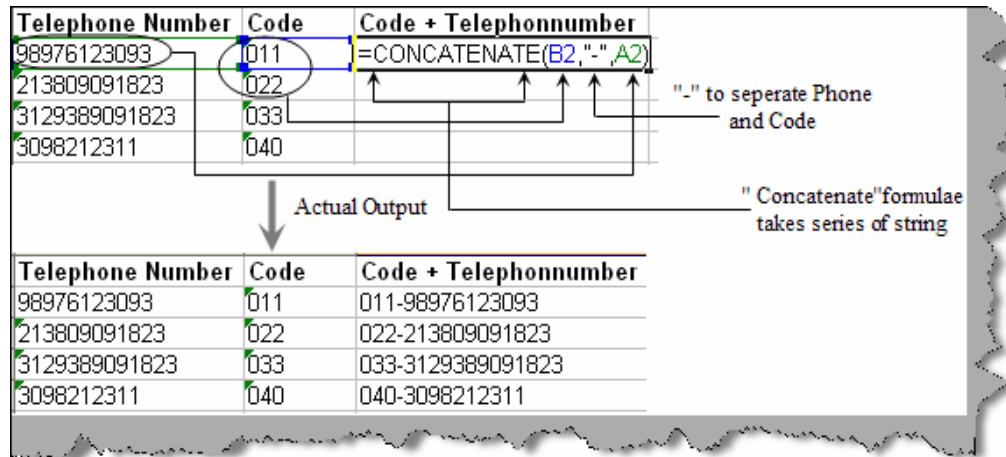 Telephone Number Code Code + Telephonnumber
98976123093 011 =CONCATENATE(B2,"-",A2)
213809091823 022
3129389091823 033
3098212311 040
"-" to seperate Phone
and Code
Actual Output
" Concatenate"formulae
takes series of string
Telephone Number Code Code + Telephonnumber
98976123093 011 011-98976123093
213809091823 022 022-213809091823
3129389091823 033 033-3129389091823
3098212311 040 040-3098212311